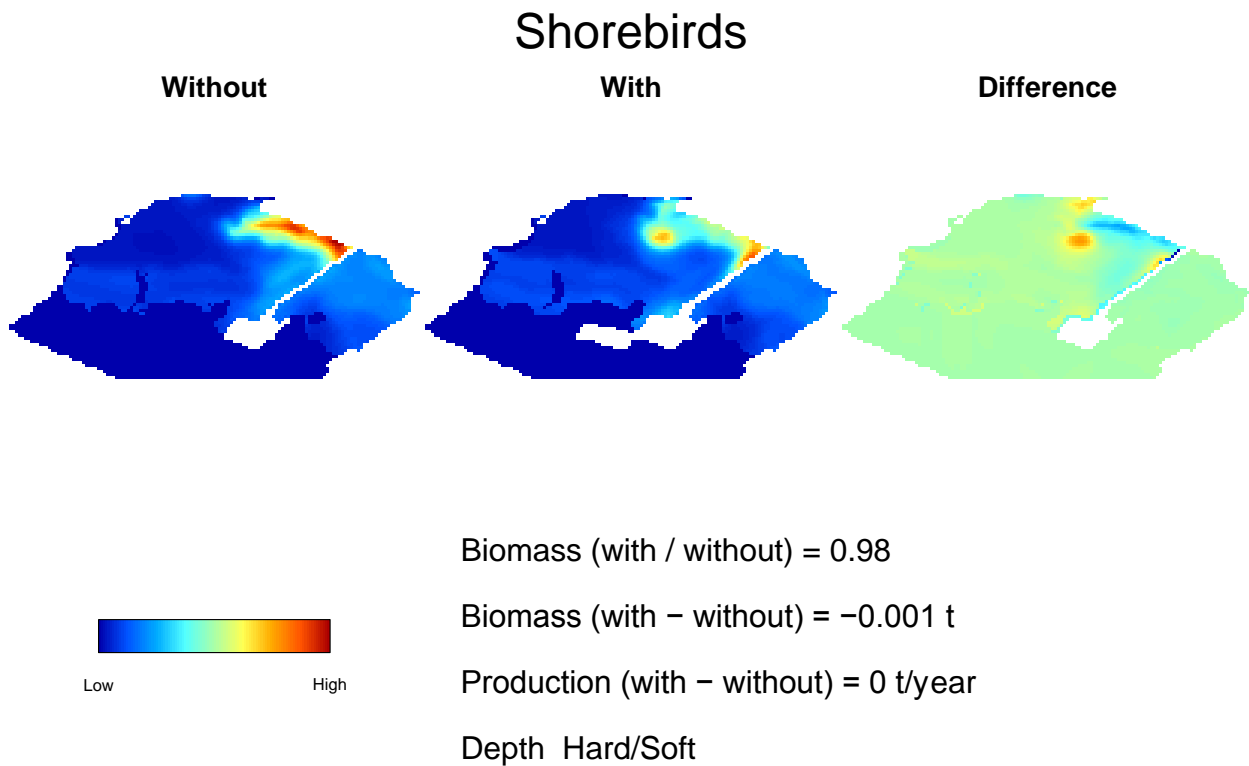 Shorebirds
Without
With
Difference
Biomass (with / without) = 0.98
Biomass (with − without) = −0.001 t
Production (with − without) = 0 t/year
Depth  Hard/Soft
Low
High